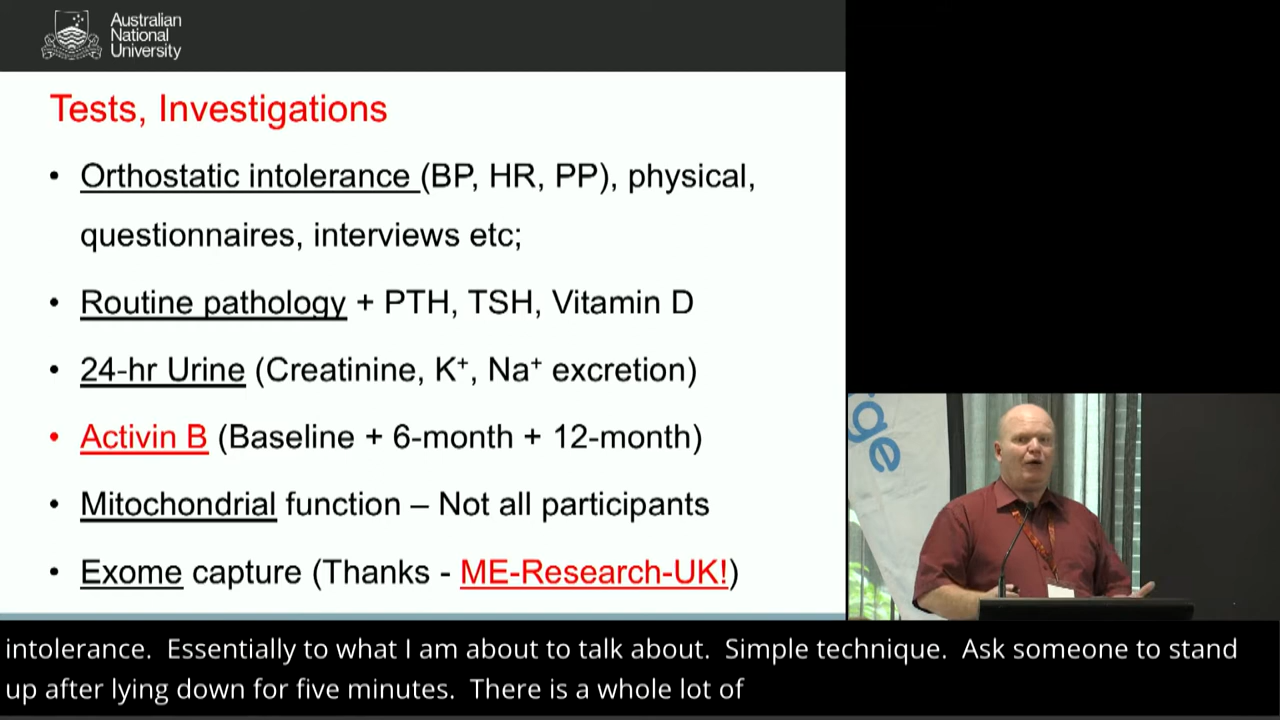 Australian
National
University
Tests, Investigations
• Orthostatic intolerance (BP, HR, PP), physical,
questionnaires, interviews etc;
• Routine pathology + PTH, TSH, Vitamin D
• 24-hr Urine (Creatinine, K⁺, Na⁺ excretion)
• Activin B (Baseline + 6-month + 12-month)
• Mitochondrial function – Not all participants
• Exome capture (Thanks - ME-Research-UK!)
rge
intolerance.  Essentially to what I am about to talk about.  Simple technique.  Ask someone to stand
up after lying down for five minutes.  There is a whole lot of